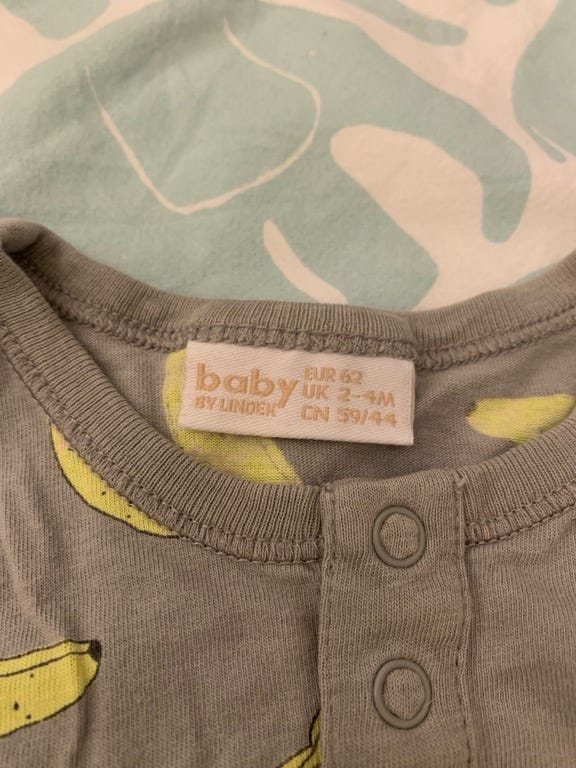 baby
BY LINDEX
EUR 62
UK 2-4M
CN 59/44